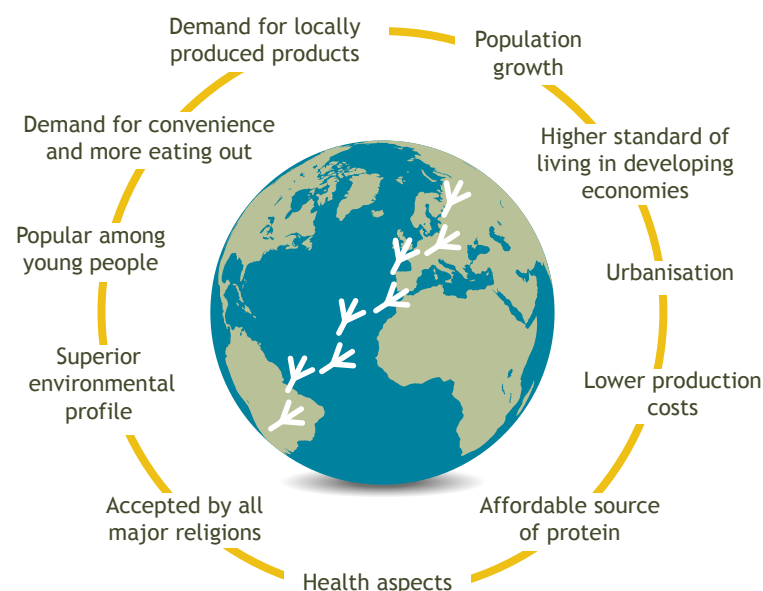 Demand for locally
produced products
Population
growth
Higher standard of
living in developing
economies
Urbanisation
Lower production
costs
Affordable source
of protein
Health aspects
Accepted by all
major religions
Superior
environmental
profile
Popular among
young people
Demand for convenience
and more eating out